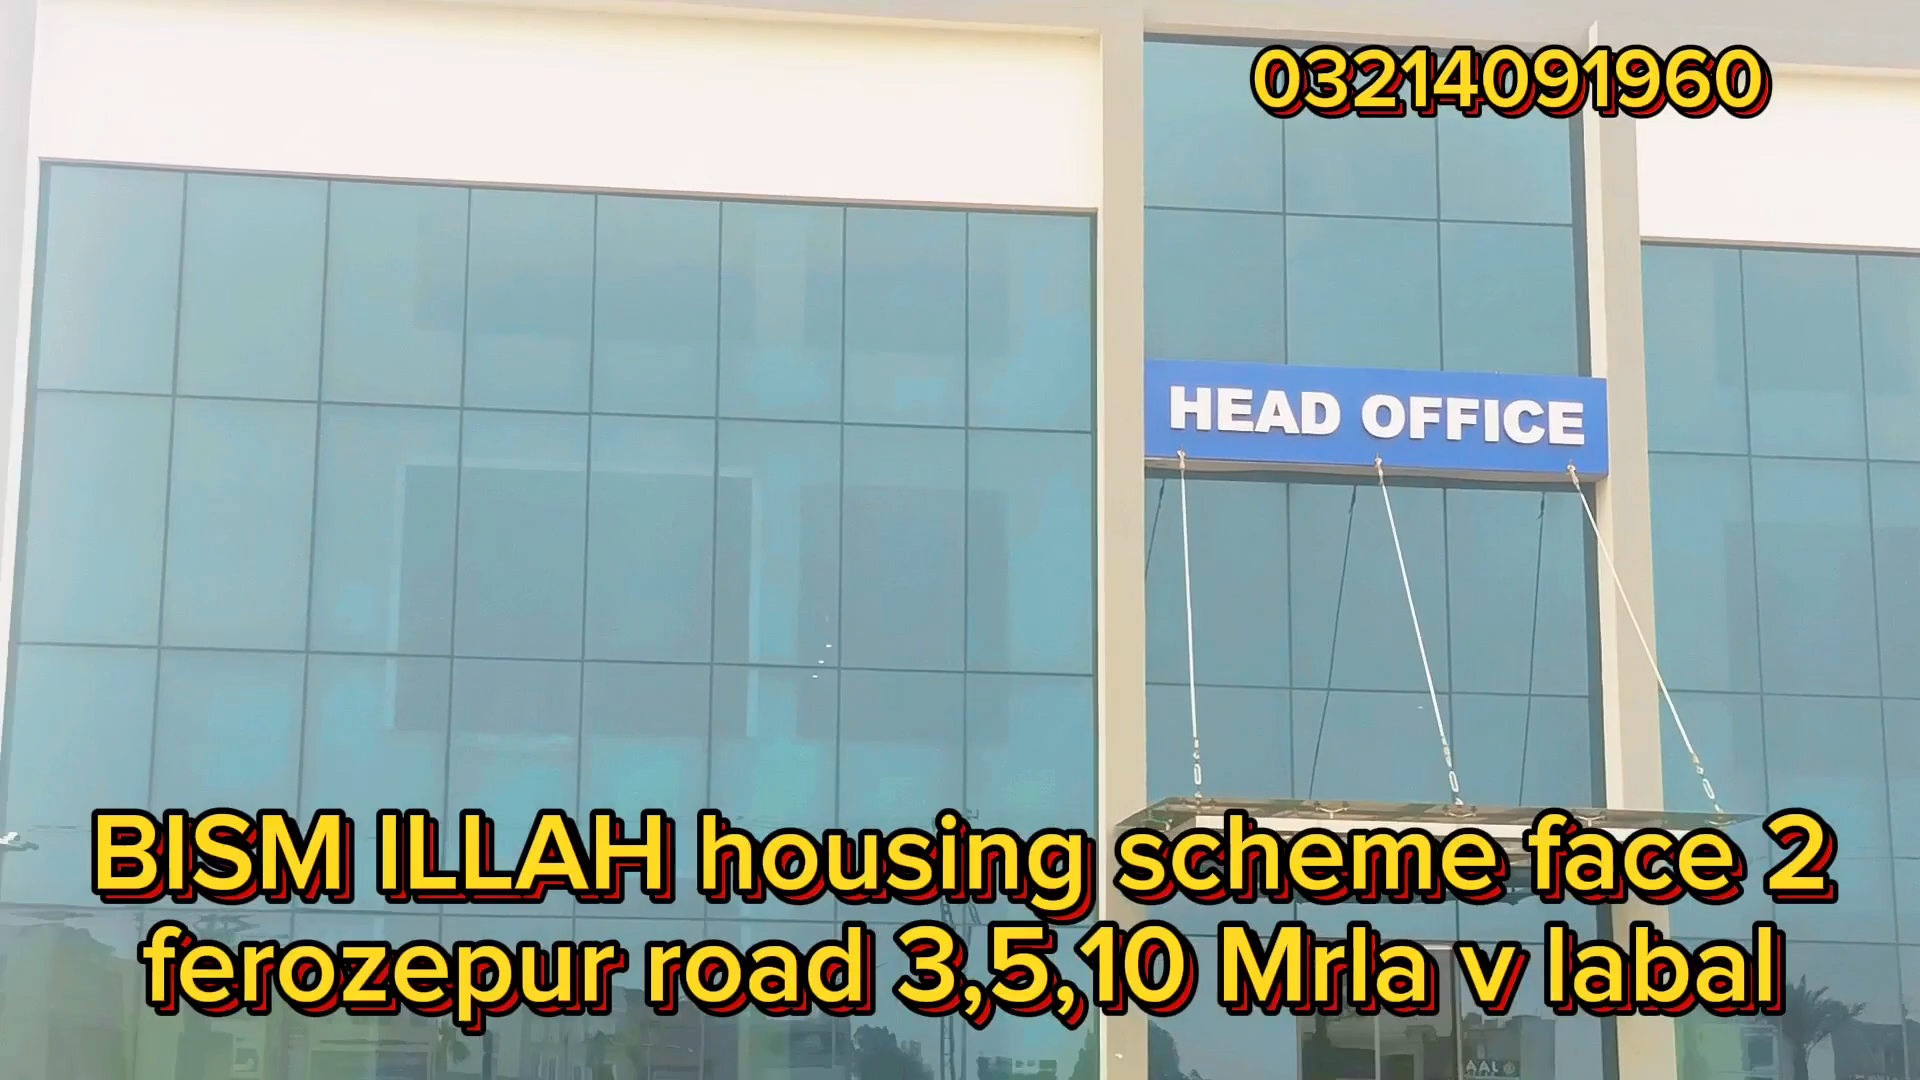 03214091960
HEAD OFFICE
BISM ILLAH housing scheme face 2
ferozepur road 3,5,10 Mrla v labal